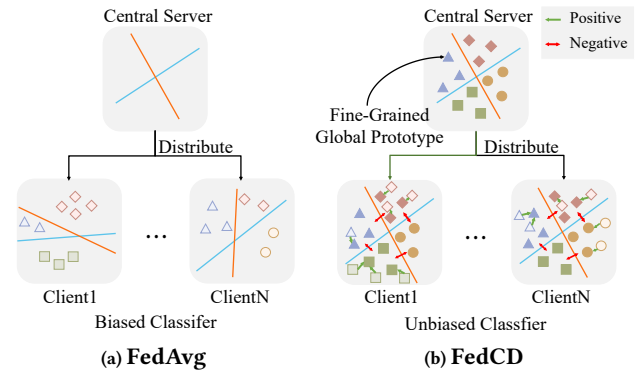 Central Server
Distribute
...
Client1
ClientN
Biased Classifer
(a) FedAvg
Central Server
Positive
Negative
Fine-Grained
Global Prototype
Distribute
...
Client1
ClientN
Unbiased Classfier
(b) FedCD